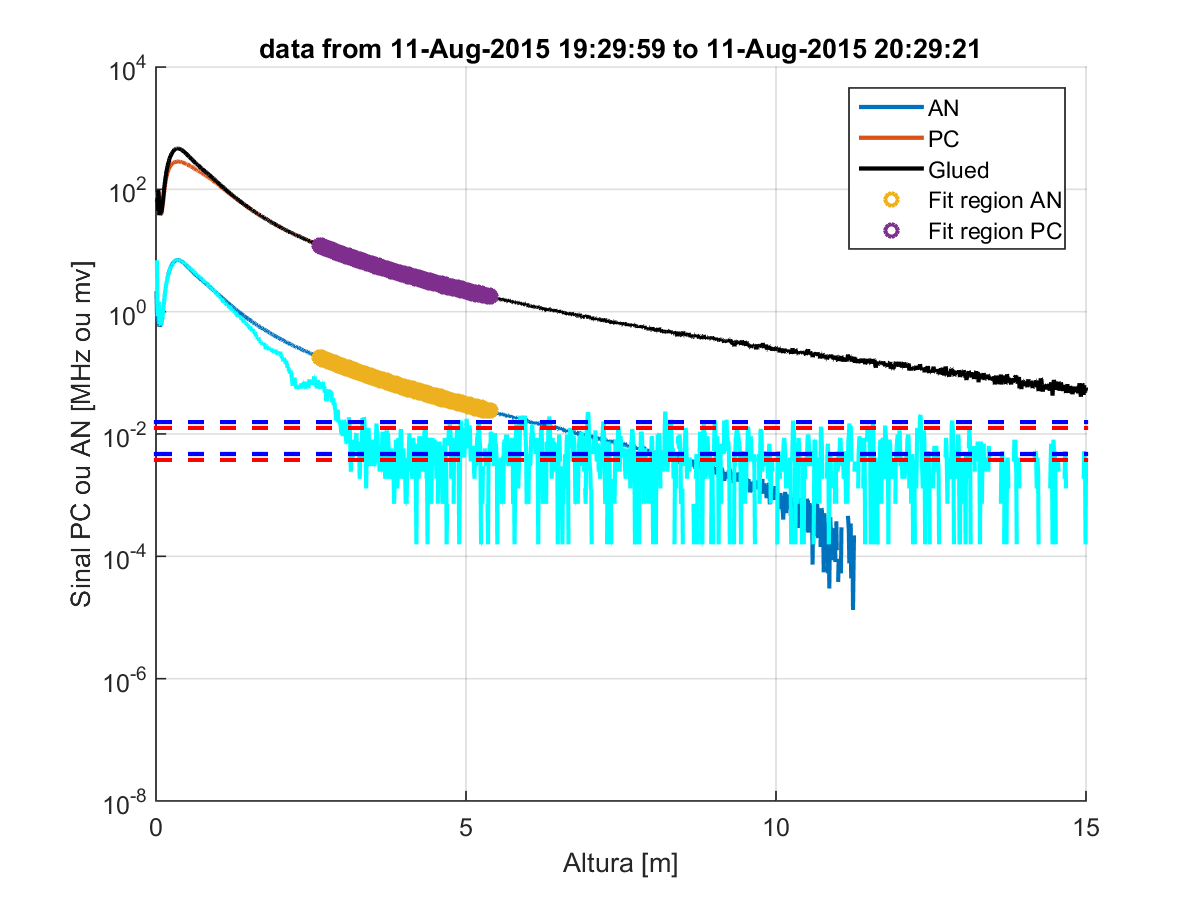 data from 11-Aug-2015 19:29:59 to 11-Aug-2015 20:29:21
AN
PC
Glued
Fit region AN
Fit region PC
Sinal PC ou AN [MHz ou mv]
10^4
10^2
10^0
10^-2
10^-4
10^-6
10^-8
0 5 10 15
Altura [m]